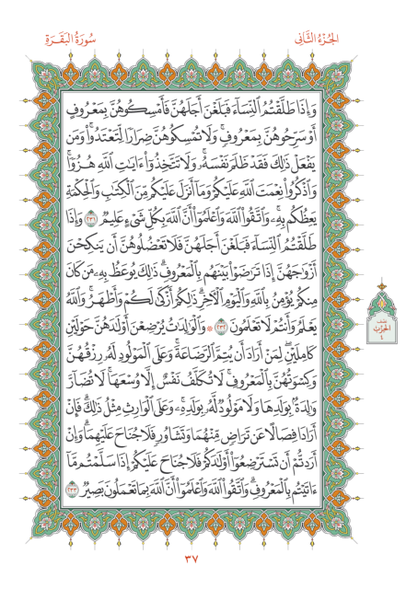 الجُزْءُ الثَّانِي
سُورَةُ البَقَرَةِ
وَإِذَا طَلَّقْتُمُ ٱلنِّسَآءَ فَبَلَغْنَ أَجَلَهُنَّ فَأَمْسِكُوهُنَّ بِمَعْرُوفٍ
أَوْ سَرِّحُوهُنَّ بِمَعْرُوفٍۚ وَلَا تُمْسِكُوهُنَّ ضِرَارًا لِّتَعْتَدُوا۟ۚ وَمَن
يَفْعَلْ ذَٰلِكَ فَقَدْ ظَلَمَ نَفْسَهُۥۚ وَلَا تَتَّخِذُوٓا۟ ءَايَٰتِ ٱللَّهِ هُزُوًاۚ
وَٱذْكُرُوا۟ نِعْمَتَ ٱللَّهِ عَلَيْكُمْ وَمَآ أَنزَلَ عَلَيْكُم مِّنَ ٱلْكِتَٰبِ وَٱلْحِكْمَةِ
يَعِظُكُم بِهِۦۚ وَٱتَّقُوا۟ ٱللَّهَ وَٱعْلَمُوٓا۟ أَنَّ ٱللَّهَ بِكُلِّ شَىْءٍ عَلِيمٌ ٢٣١ وَإِذَا
طَلَّقْتُمُ ٱلنِّسَآءَ فَبَلَغْنَ أَجَلَهُنَّ فَلَا تَعْضُلُوهُنَّ أَن يَنكِحْنَ
أَزْوَٰجَهُنَّ إِذَا تَرَٰضَوْا۟ بَيْنَهُم بِٱلْمَعْرُوفِۗ ذَٰلِكَ يُوعَظُ بِهِۦ مَن كَانَ
مِنكُمْ يُؤْمِنُ بِٱللَّهِ وَٱلْيَوْمِ ٱلْءَاخِرِۗ ذَٰلِكُمْ أَزْكَىٰ لَكُمْ وَأَطْهَرُۚ وَٱللَّهُ
يَعْلَمُ وَأَنتُمْ لَا تَعْلَمُونَ ٢٣٢ ۞ وَٱلْوَٰلِدَٰتُ يُرْضِعْنَ أَوْلَٰدَهُنَّ حَوْلَيْنِ
كَامِلَيْنِۖ لِمَنْ أَرَادَ أَن يُتِمَّ ٱلرَّضَاعَةَۚ وَعَلَى ٱلْمَوْلُودِ لَهُۥ رِزْقُهُنَّ
وَكِسْوَتُهُنَّ بِٱلْمَعْرُوفِۚ لَا تُكَلَّفُ نَفْسٌ إِلَّا وُسْعَهَاۚ لَا تُضَآرَّ
وَٰلِدَةٌۢ بِوَلَدِهَا وَلَا مَوْلُودٌ لَّهُۥ بِوَلَدِهِۦۚ وَعَلَى ٱلْوَارِثِ مِثْلُ ذَٰلِكَۗ فَإِنْ
أَرَادَا فِصَالًا عَن تَرَاضٍ مِّنْهُمَا وَتَشَاوُرٍ فَلَا جُنَاحَ عَلَيْهِمَاۗ وَإِنْ
أَرَدتُّمْ أَن تَسْتَرْضِعُوٓا۟ أَوْلَٰدَكُمْ فَلَا جُنَاحَ عَلَيْكُمْ إِذَا سَلَّمْتُم مَّآ
ءَاتَيْتُم بِٱلْمَعْرُوفِۗ وَٱتَّقُوا۟ ٱللَّهَ وَٱعْلَمُوٓا۟ أَنَّ ٱللَّهَ بِمَا تَعْمَلُونَ بَصِيرٌ ٢٣٣
الحِزْب
٤
٣٧